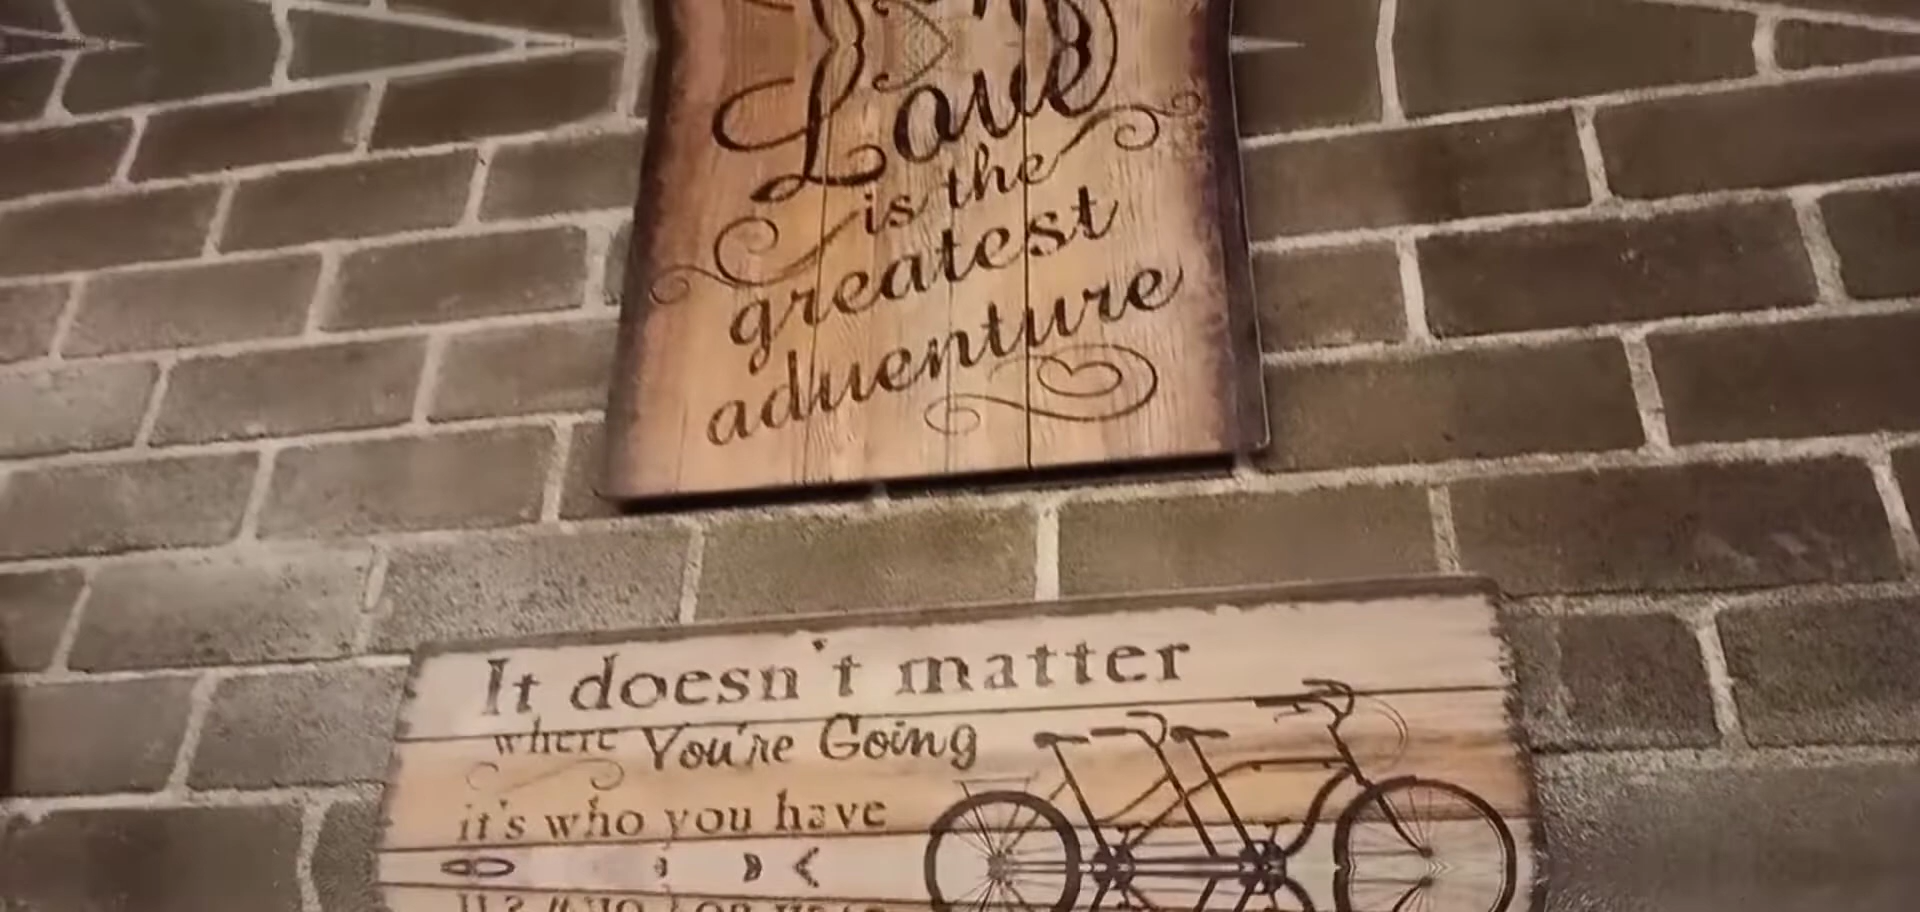 Love
is the
greatest
adventure
It doesn't matter
where You're Going
it's who you have